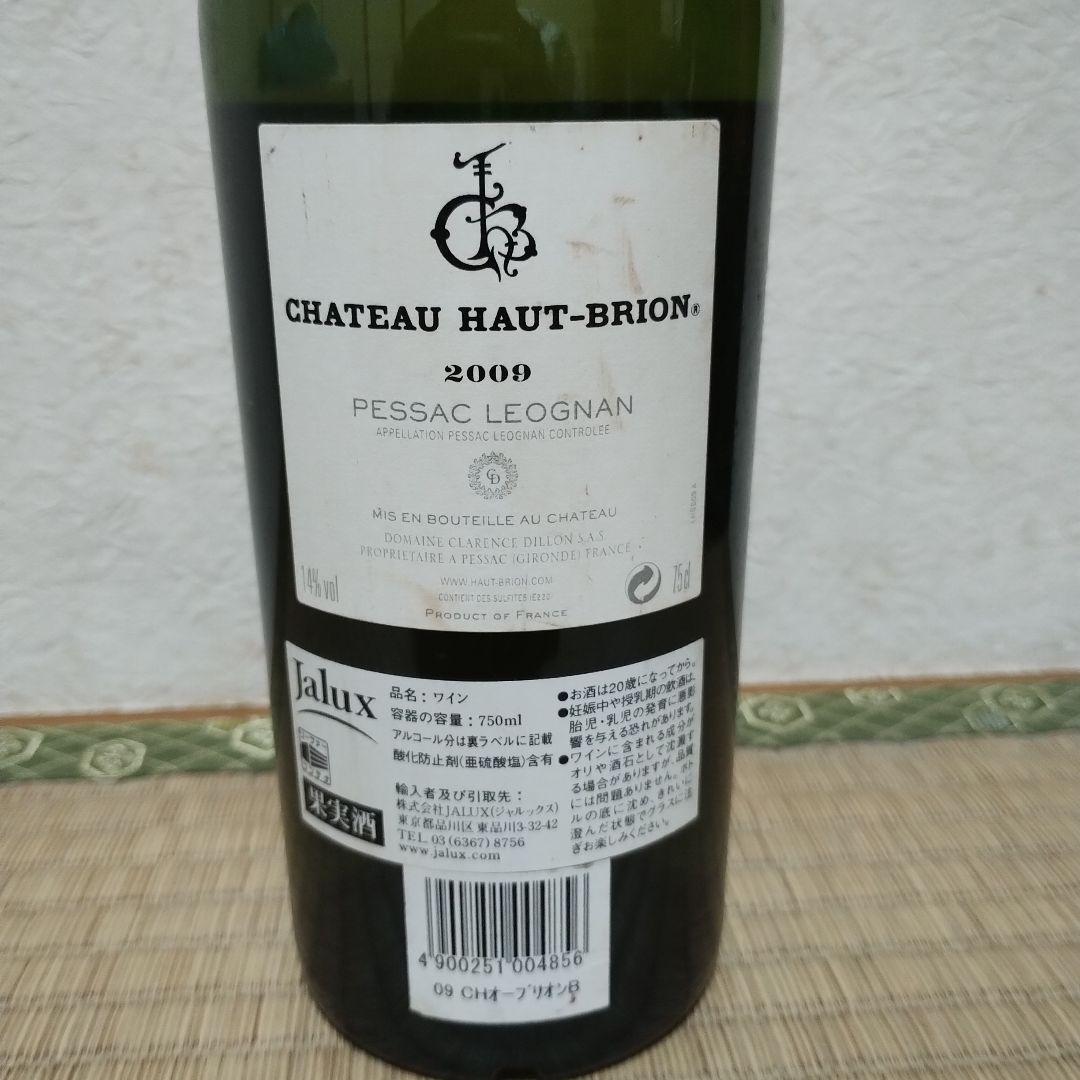 CHATEAU HAUT-BRION®
2009
PESSAC LEOGNAN
APPELLATION PESSAC LEOGNAN CONTROLEE
CD
MIS EN BOUTEILLE AU CHATEAU
DOMAINE CLARENCE DILLON S.A.S.
PROPRIETAIRE A PESSAC (GIRONDE) FRANCE
14% vol
75cl
WWW.HAUT-BRION.COM
CONTIENT DES SULFITES (E220)
PRODUCT OF FRANCE
Jalux
果実酒
品名：ワイン
容器の容量：750ml
アルコール分は裏ラベルに記載
酸化防止剤(亜硫酸塩)含有
輸入者及び引取先：
株式会社JALUX(ジャルックス)
東京都品川区東品川3-32-42
TEL 03 (6367) 8756
www.jalux.com
●お酒は20歳になってから。
●妊娠中や授乳期の飲酒は、
胎児・乳児の発育に悪影
響を与える恐れがあります。
●ワインに含まれる成分が
オリや酒石として沈澱す
る場合がありますが、品質
には問題ありません。ボト
ルの底に沈め、きれいに
澄んだ状態でグラスに注
ぎお楽しみください。
4 900251 004856
09 CHオーブリオンB